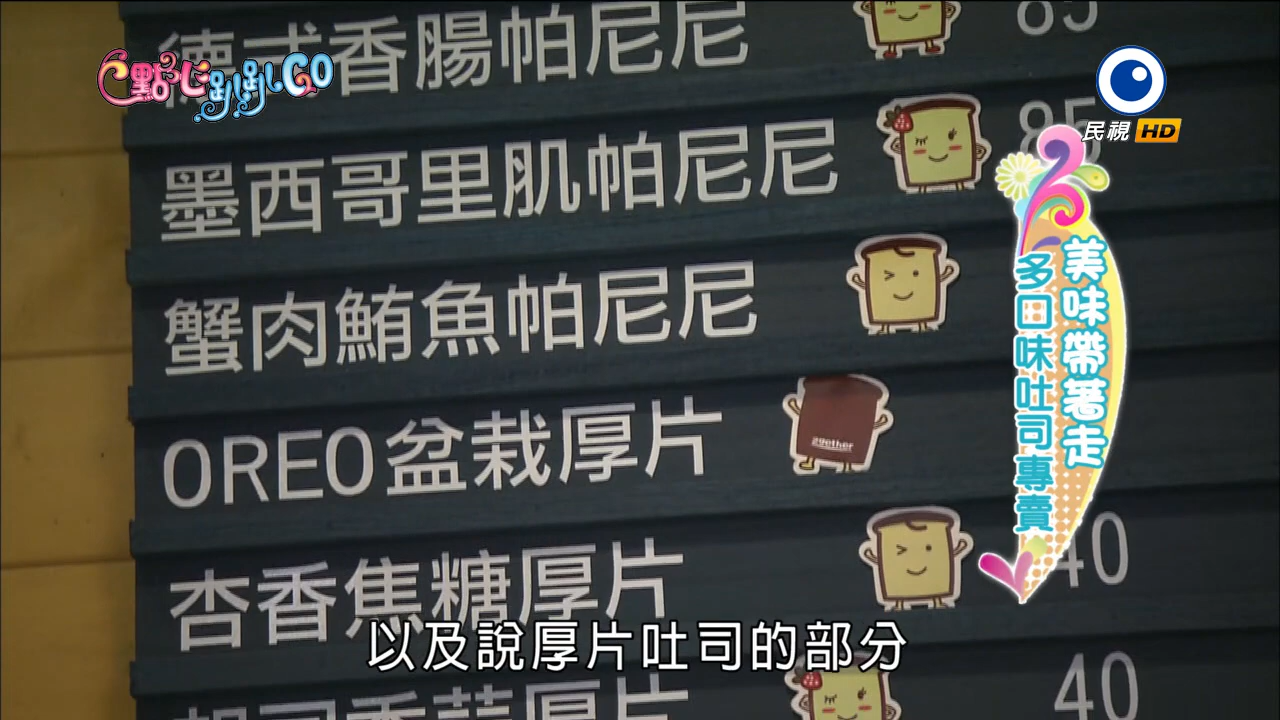 點心趴趴GO
德式香腸帕尼尼 85
墨西哥里肌帕尼尼 85
蟹肉鮪魚帕尼尼
OREO盆栽厚片
2gether
杏香焦糖厚片 40
40
民視 HD
美味帶著走
多口味吐司專賣
以及說厚片吐司的部分